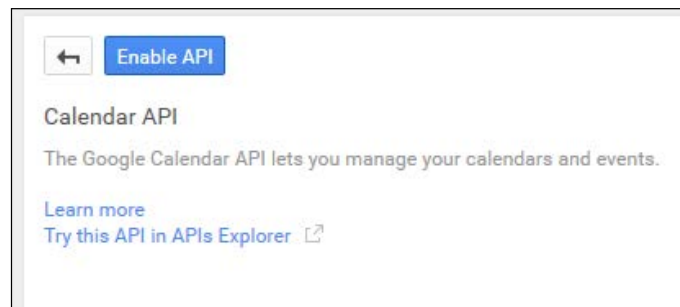 Enable API
Calendar API
The Google Calendar API lets you manage your calendars and events.
Learn more
Try this API in APIs Explorer